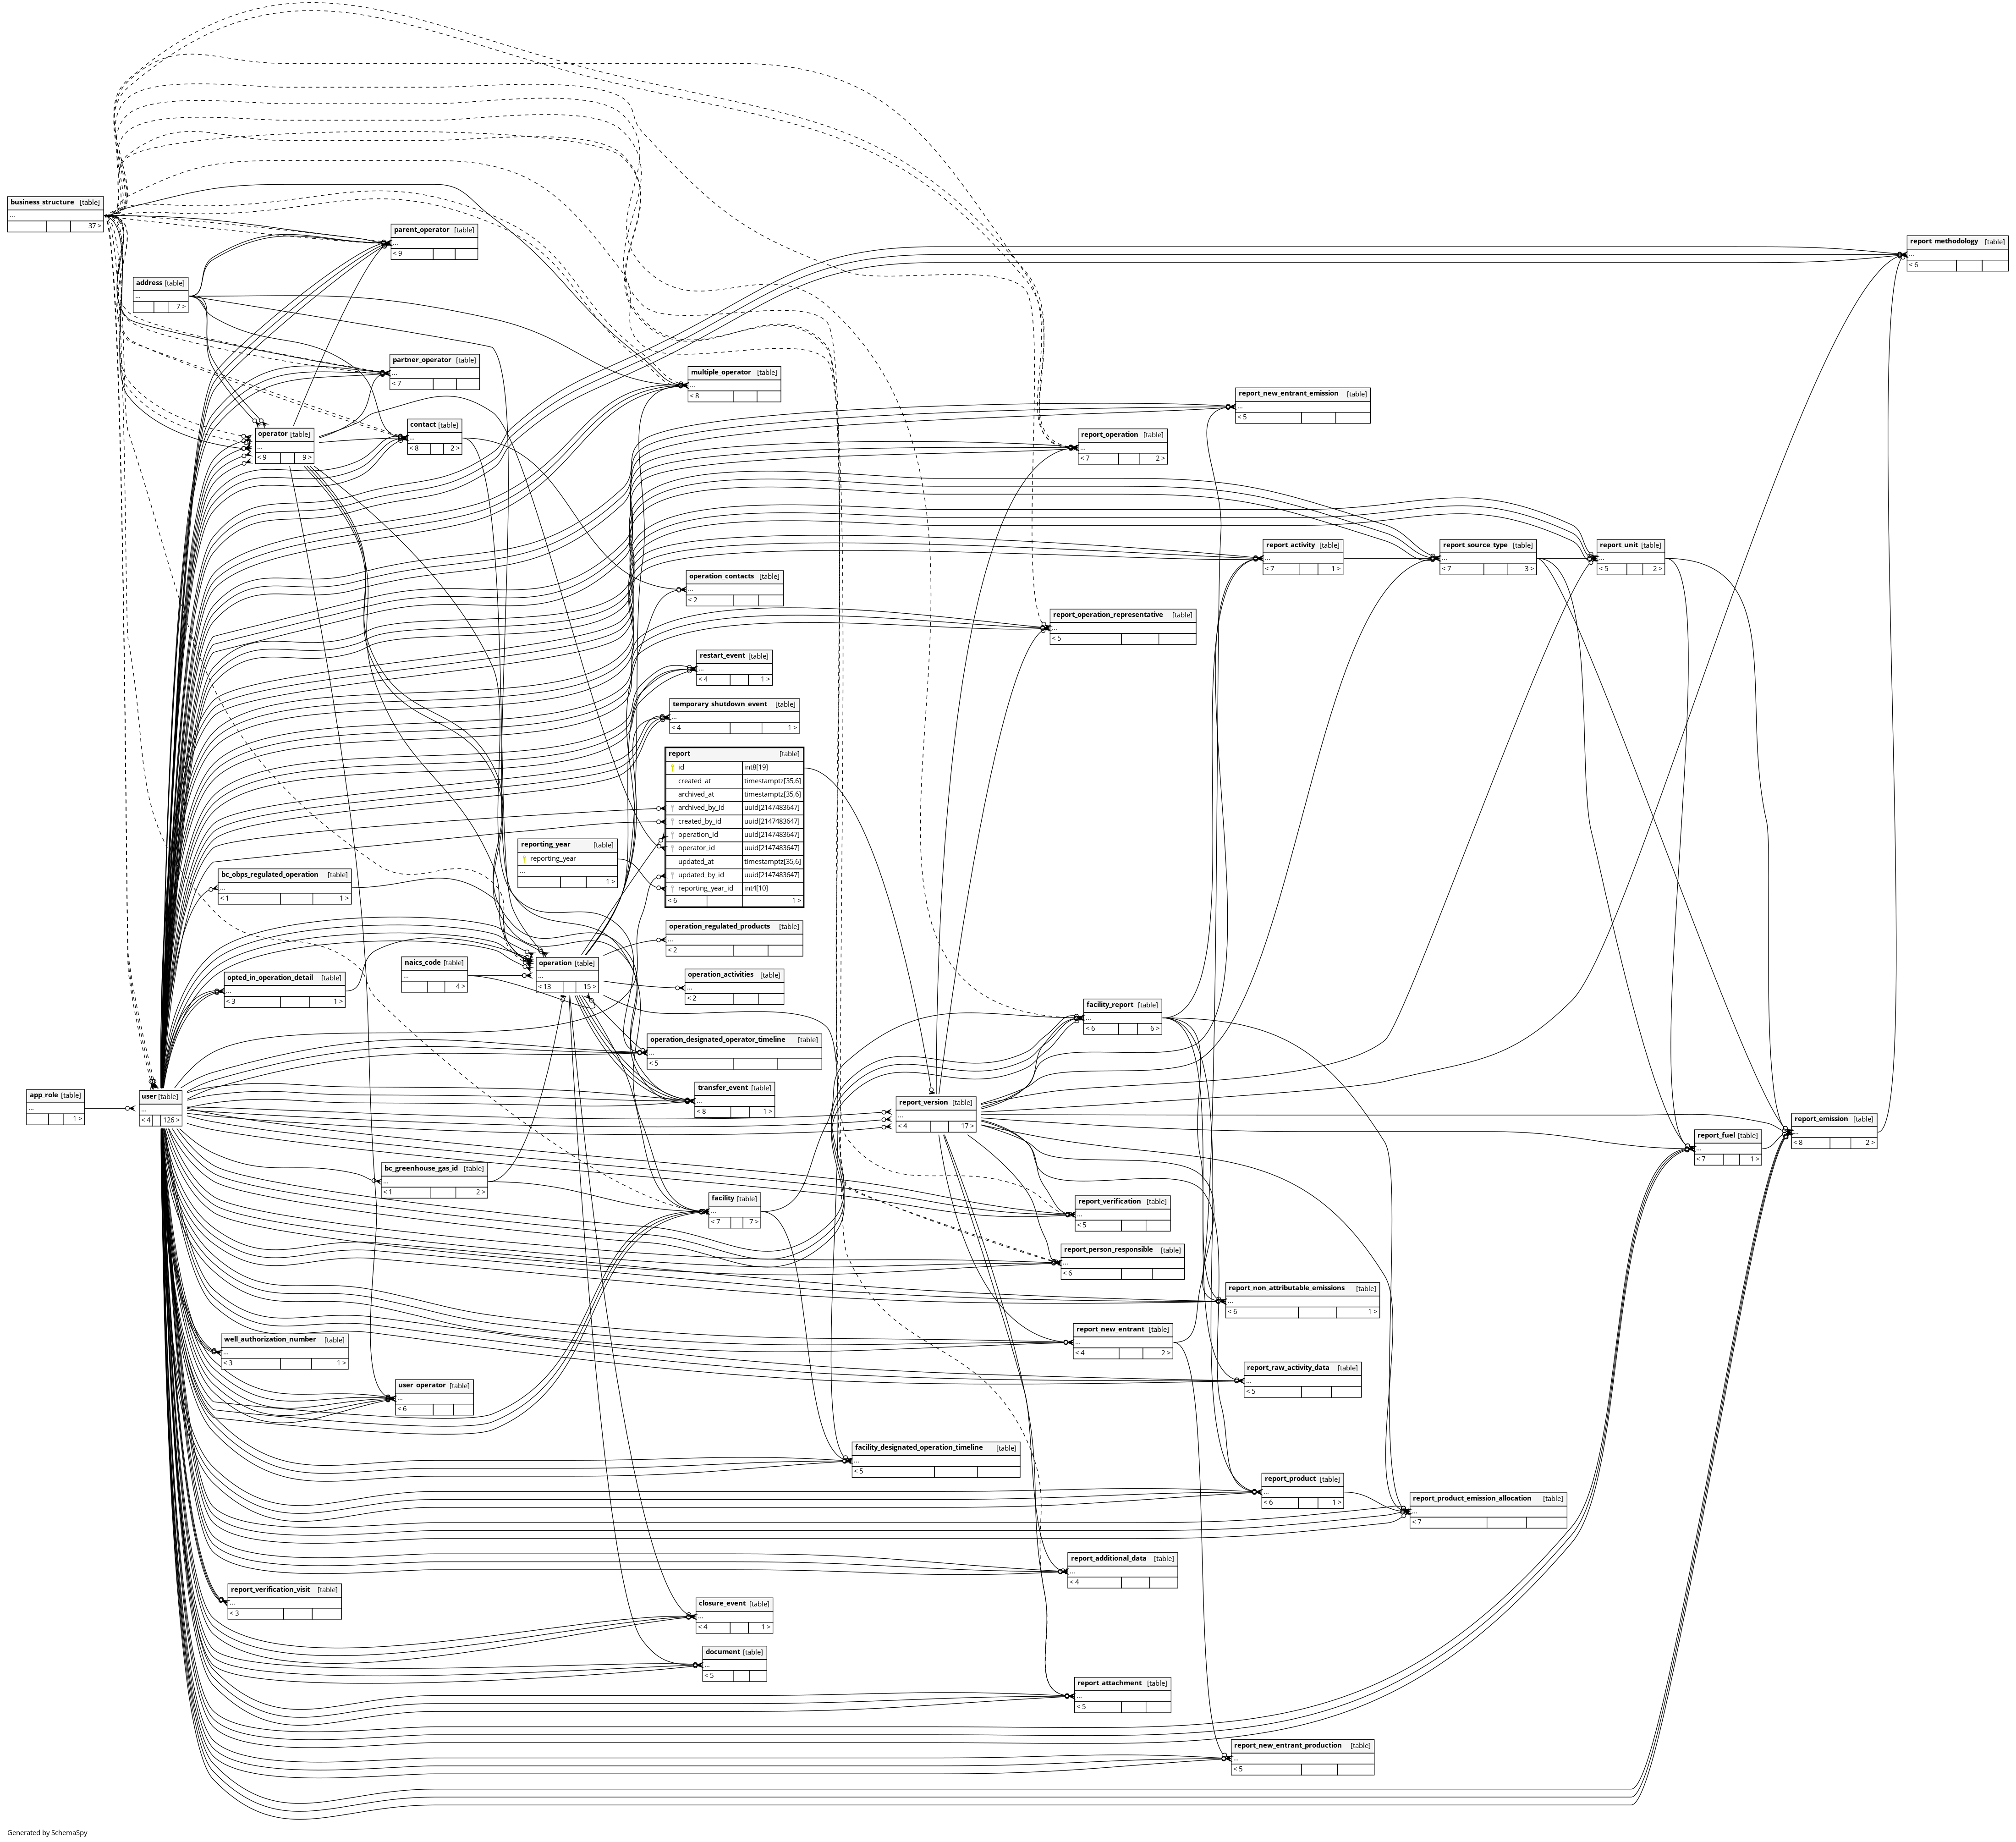 business_structure [table]
...
37 >
parent_operator [table]
...
< 9
report_methodology [table]
...
< 6
address [table]
...
7 >
partner_operator [table]
...
< 7
multiple_operator [table]
...
< 8
report_new_entrant_emission [table]
...
< 5
contact [table]
...
< 8 2 >
operator [table]
...
< 9 9 >
report_operation [table]
...
< 7 2 >
report_activity [table]
...
< 7 1 >
report_source_type [table]
...
< 7 3 >
report_unit [table]
...
< 5 2 >
operation_contacts [table]
...
< 2
report_operation_representative [table]
...
< 5
restart_event [table]
...
< 4 1 >
temporary_shutdown_event [table]
...
< 4 1 >
report [table]
id int8[19]
created_at timestamptz[35,6]
archived_at timestamptz[35,6]
archived_by_id uuid[2147483647]
created_by_id uuid[2147483647]
operation_id uuid[2147483647]
operator_id uuid[2147483647]
updated_at timestamptz[35,6]
updated_by_id uuid[2147483647]
reporting_year_id int4[10]
< 6 1 >
reporting_year [table]
reporting_year
...
1 >
bc_obps_regulated_operation [table]
...
< 1 1 >
operation_regulated_products [table]
...
< 2
naics_code [table]
...
4 >
operation [table]
...
< 13 15 >
operation_activities [table]
...
< 2
opted_in_operation_detail [table]
...
< 3 1 >
facility_report [table]
...
< 6 6 >
operation_designated_operator_timeline [table]
...
< 5
transfer_event [table]
...
< 8 1 >
app_role [table]
...
1 >
user [table]
...
< 4 126 >
report_version [table]
...
< 4 17 >
report_emission [table]
...
< 8 2 >
report_fuel [table]
...
< 7 1 >
bc_greenhouse_gas_id [table]
...
< 1 2 >
facility [table]
...
< 7 7 >
report_verification [table]
...
< 5
report_person_responsible [table]
...
< 6
report_non_attributable_emissions [table]
...
< 6 1 >
report_new_entrant [table]
...
< 4 2 >
well_authorization_number [table]
...
< 3 1 >
report_raw_activity_data [table]
...
< 5
user_operator [table]
...
< 6
facility_designated_operation_timeline [table]
...
< 5
report_product [table]
...
< 6 1 >
report_product_emission_allocation [table]
...
< 7
report_additional_data [table]
...
< 4
report_verification_visit [table]
...
< 3
closure_event [table]
...
< 4 1 >
document [table]
...
< 5
report_attachment [table]
...
< 5
report_new_entrant_production [table]
...
< 5
Generated by SchemaSpy